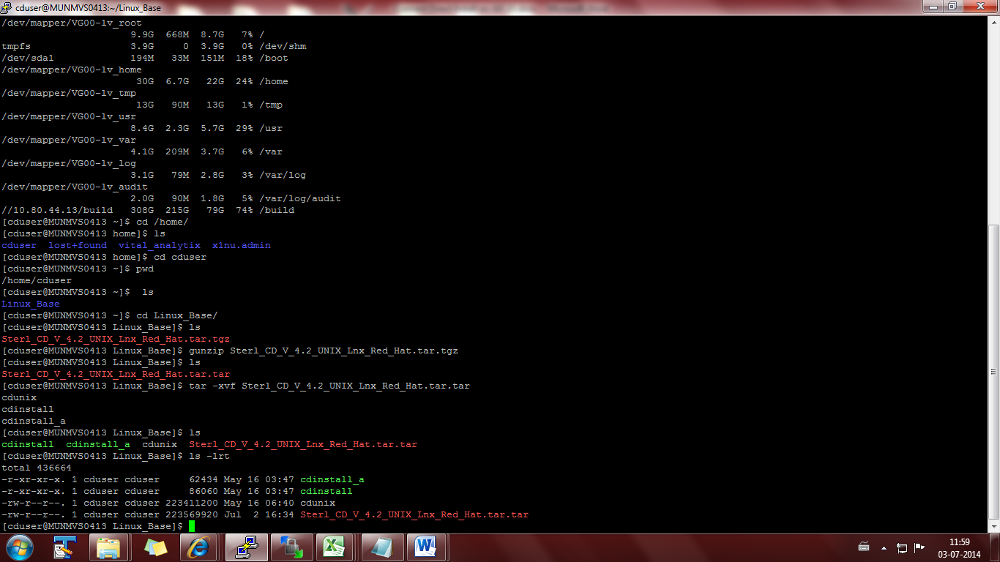 cduser@MUNMVS0413:~/Linux_Base
/dev/mapper/VG00-lv_root
                      9.9G  668M  8.7G   7% /
tmpfs                 3.9G     0  3.9G   0% /dev/shm
/dev/sda1             194M   33M  151M  18% /boot
/dev/mapper/VG00-lv_home
                       30G  6.7G   22G  24% /home
/dev/mapper/VG00-lv_tmp
                       13G   90M   13G   1% /tmp
/dev/mapper/VG00-lv_usr
                      8.4G  2.3G  5.7G  29% /usr
/dev/mapper/VG00-lv_var
                      4.1G  209M  3.7G   6% /var
/dev/mapper/VG00-lv_log
                      3.1G   79M  2.8G   3% /var/log
/dev/mapper/VG00-lv_audit
                      2.0G   90M  1.8G   5% /var/log/audit
//10.80.44.13/build   308G  215G   79G  74% /build
[cduser@MUNMVS0413 ~]$ cd /home/
[cduser@MUNMVS0413 home]$ ls
cduser  lost+found  vital_analytix  x1nu.admin
[cduser@MUNMVS0413 home]$ cd cduser
[cduser@MUNMVS0413 ~]$ pwd
/home/cduser
[cduser@MUNMVS0413 ~]$  ls
Linux_Base
[cduser@MUNMVS0413 ~]$ cd Linux_Base/
[cduser@MUNMVS0413 Linux_Base]$ ls
Sterl_CD_V_4.2_UNIX_Lnx_Red_Hat.tar.tgz
[cduser@MUNMVS0413 Linux_Base]$ gunzip Sterl_CD_V_4.2_UNIX_Lnx_Red_Hat.tar.tgz
[cduser@MUNMVS0413 Linux_Base]$ ls
Sterl_CD_V_4.2_UNIX_Lnx_Red_Hat.tar.tar
[cduser@MUNMVS0413 Linux_Base]$ tar -xvf Sterl_CD_V_4.2_UNIX_Lnx_Red_Hat.tar.tar
cdunix
cdinstall
cdinstall_a
[cduser@MUNMVS0413 Linux_Base]$ ls
cdinstall  cdinstall_a  cdunix  Sterl_CD_V_4.2_UNIX_Lnx_Red_Hat.tar.tar
[cduser@MUNMVS0413 Linux_Base]$ ls -lrt
total 436664
-r-xr-xr-x. 1 cduser cduser     62434 May 16 03:47 cdinstall_a
-r-xr-xr-x. 1 cduser cduser     86060 May 16 03:47 cdinstall
-rw-r--r--. 1 cduser cduser 223411200 May 16 06:40 cdunix
-rw-r--r--. 1 cduser cduser 223569920 Jul  2 16:34 Sterl_CD_V_4.2_UNIX_Lnx_Red_Hat.tar.tar
[cduser@MUNMVS0413 Linux_Base]$
11:59
03-07-2014